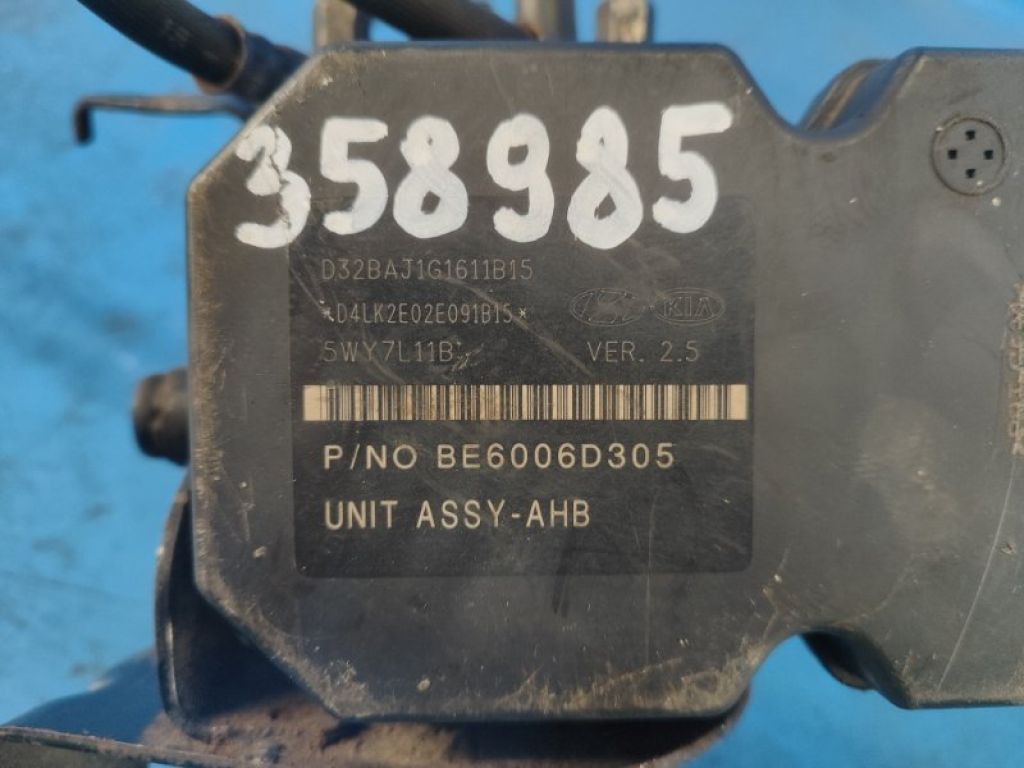 358985
D32BAJ1G1611B15
*D4LK2E02E091B15*
KIA
5WY7L11B VER. 2.5
P/NO BE6006D305
UNIT ASSY-AHB